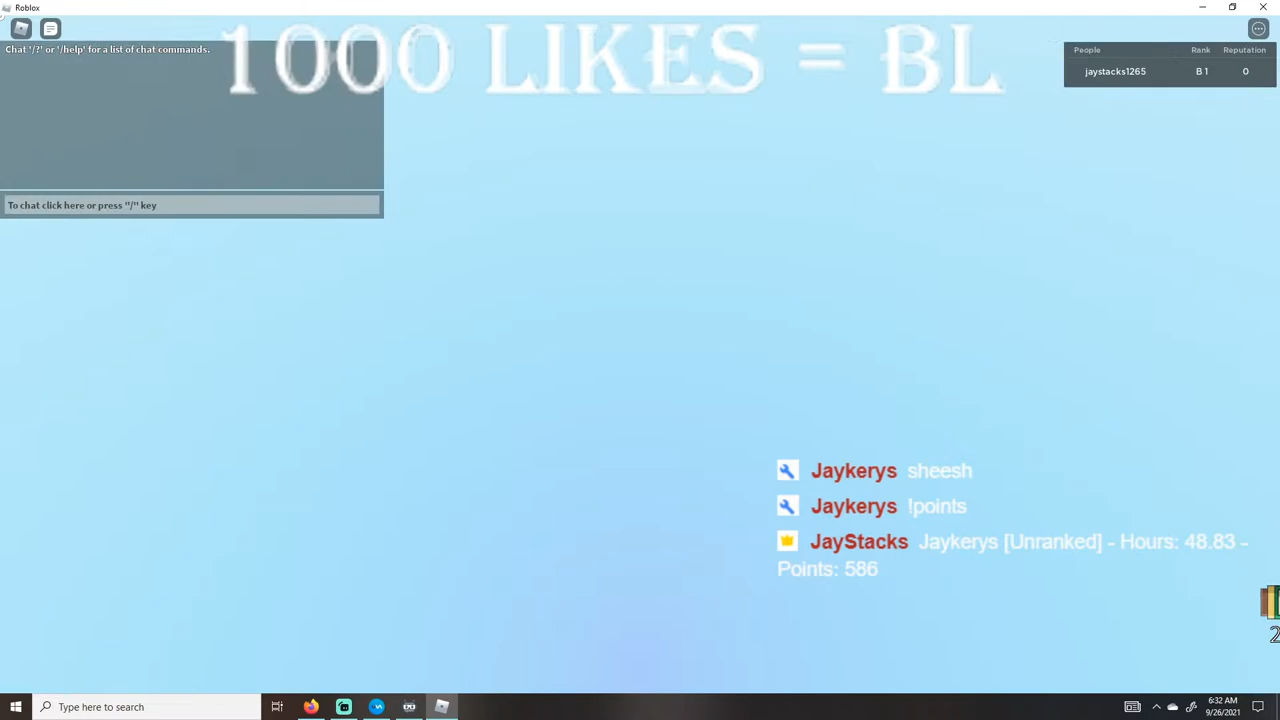 Roblox
1000 LIKES = BL
Chat '/?' or '/help' for a list of chat commands.
To chat click here or press "/" key
People Rank Reputation
jaystacks1265 B 1 0
Jaykerys sheesh
Jaykerys !points
JayStacks Jaykerys [Unranked] - Hours: 48.83 -
Points: 586
2
Type here to search
6:32 AM
9/26/2021